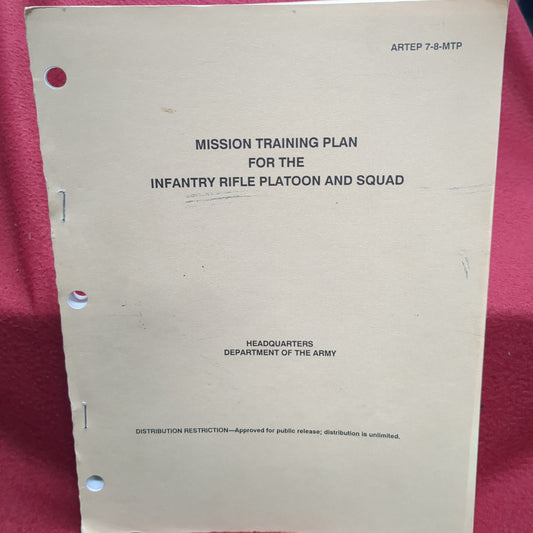 ARTEP 7-8-MTP
MISSION TRAINING PLAN
FOR THE
INFANTRY RIFLE PLATOON AND SQUAD
HEADQUARTERS
DEPARTMENT OF THE ARMY
DISTRIBUTION RESTRICTION—Approved for public release; distribution is unlimited.